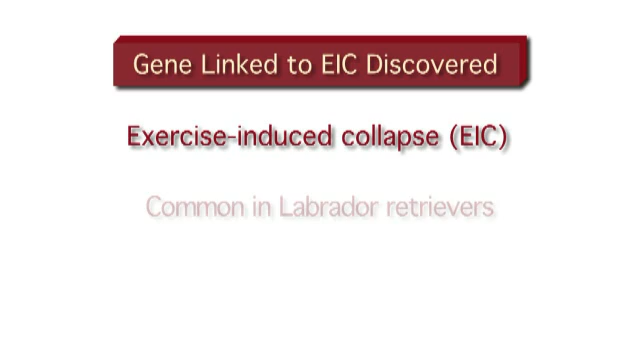 Gene Linked to EIC Discovered
Exercise-induced collapse (EIC)
Common in Labrador retrievers